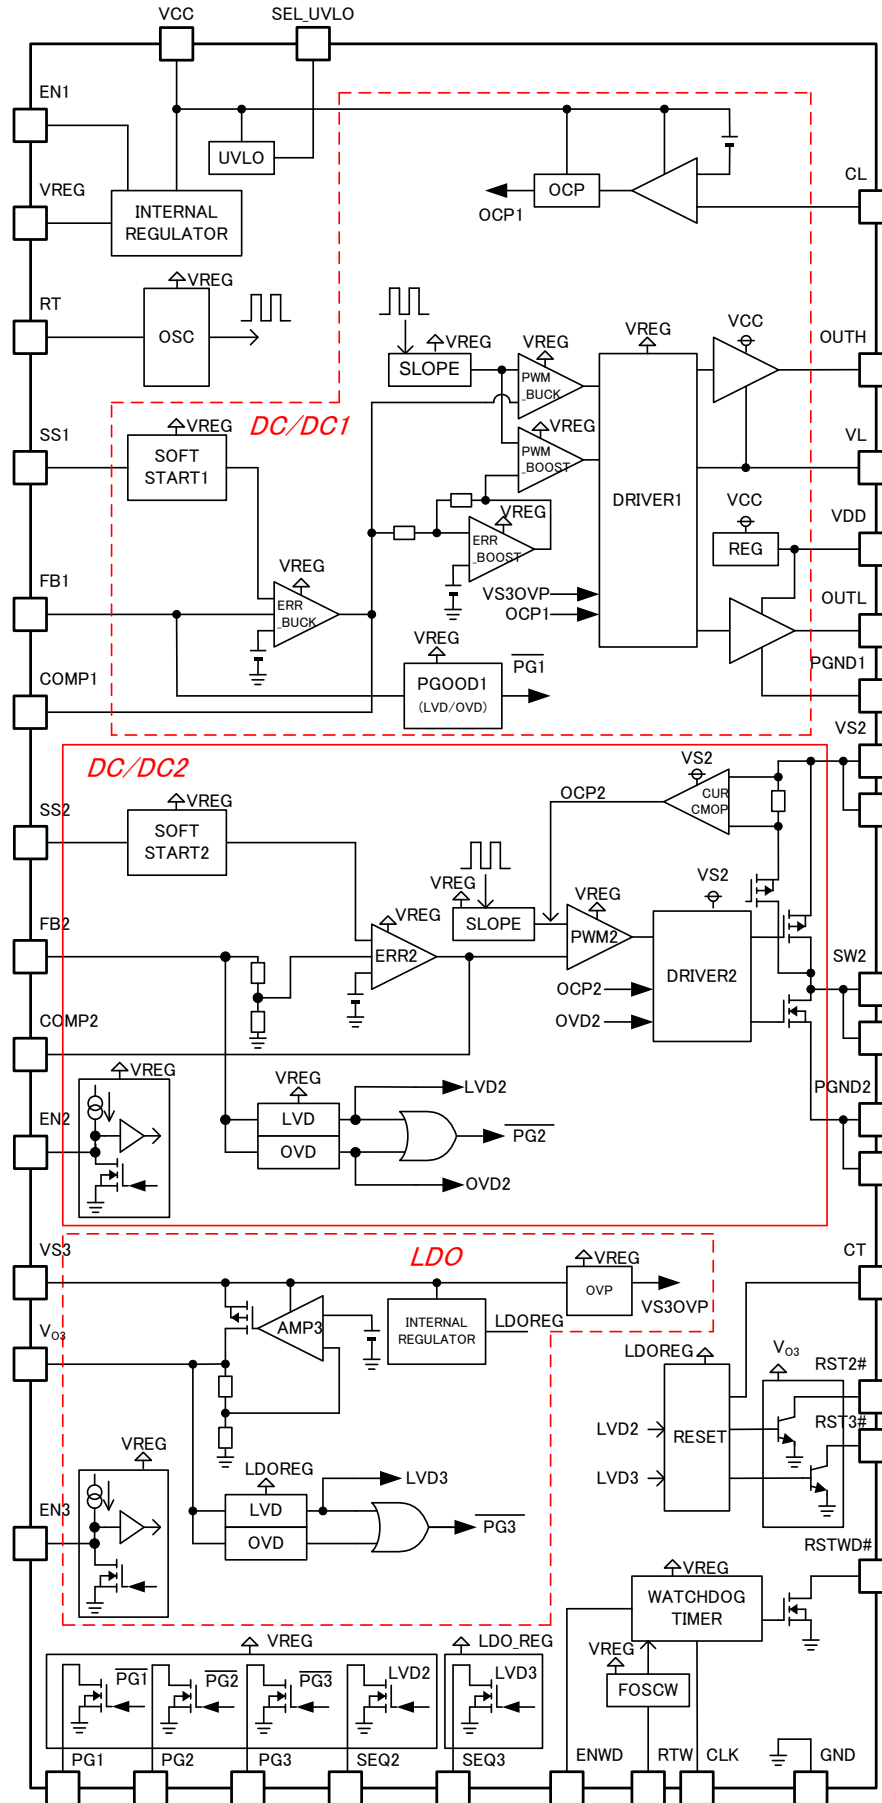 VCC
SEL_UVLO
EN1
UVLO
OCP
CL
VREG
INTERNAL
REGULATOR
OCP1
RT
VREG
OSC
VREG
SLOPE
VREG
PWM
_BUCK
VREG
VCC
OUTH
DC/DC1
SS1
VREG
SOFT
START1
VREG
PWM
_BOOST
DRIVER1
VL
VREG
ERR
_BOOST
VCC
REG
VDD
FB1
VREG
ERR
_BUCK
VS3OVP
OCP1
OUTL
COMP1
VREG
PGOOD1
(LVD/OVD)
PG1
PGND1
VS2
DC/DC2
VS2
CUR
CMOP
OCP2
SS2
VREG
SOFT
START2
VREG
SLOPE
VS2
FB2
VREG
ERR2
VREG
PWM2
DRIVER2
SW2
OCP2
OVD2
COMP2
VREG
VREG
LVD2
PGND2
EN2
LVD
OVD
PG2
OVD2
VS3
LDO
VREG
OVP
VS3OVP
CT
AMP3
INTERNAL
REGULATOR
LDOREG
VO3
LDOREG
VO3
RST2#
RST3#
LVD2
RESET
LVD3
VREG
LDOREG
LVD3
EN3
LVD
OVD
PG3
RSTWD#
VREG
WATCHDOG
TIMER
VREG
LDO_REG
VREG
FOSCW
PG1
PG2
PG3
LVD2
LVD3
PG1
PG2
PG3
SEQ2
SEQ3
ENWD
RTW
CLK
GND